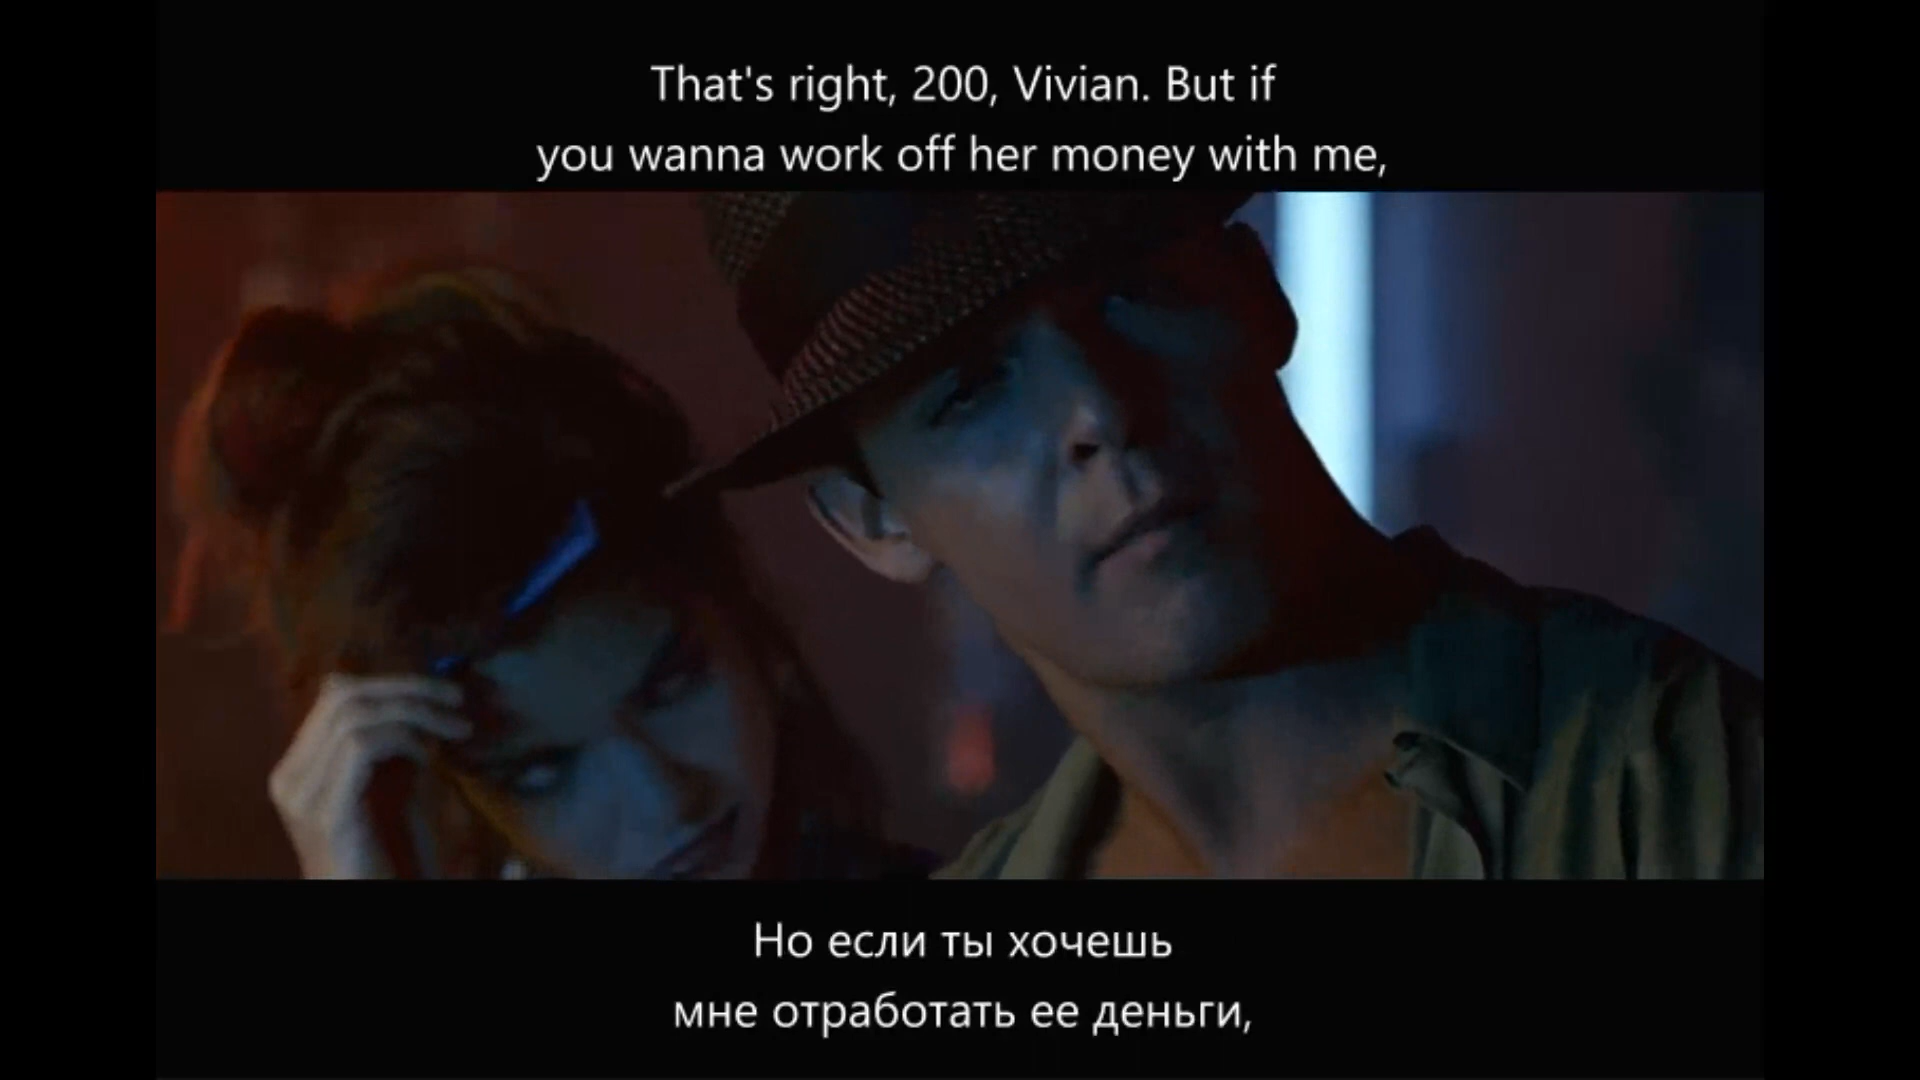 That's right, 200, Vivian. But if
you wanna work off her money with me,
Но если ты хочешь
мне отработать ее деньги,